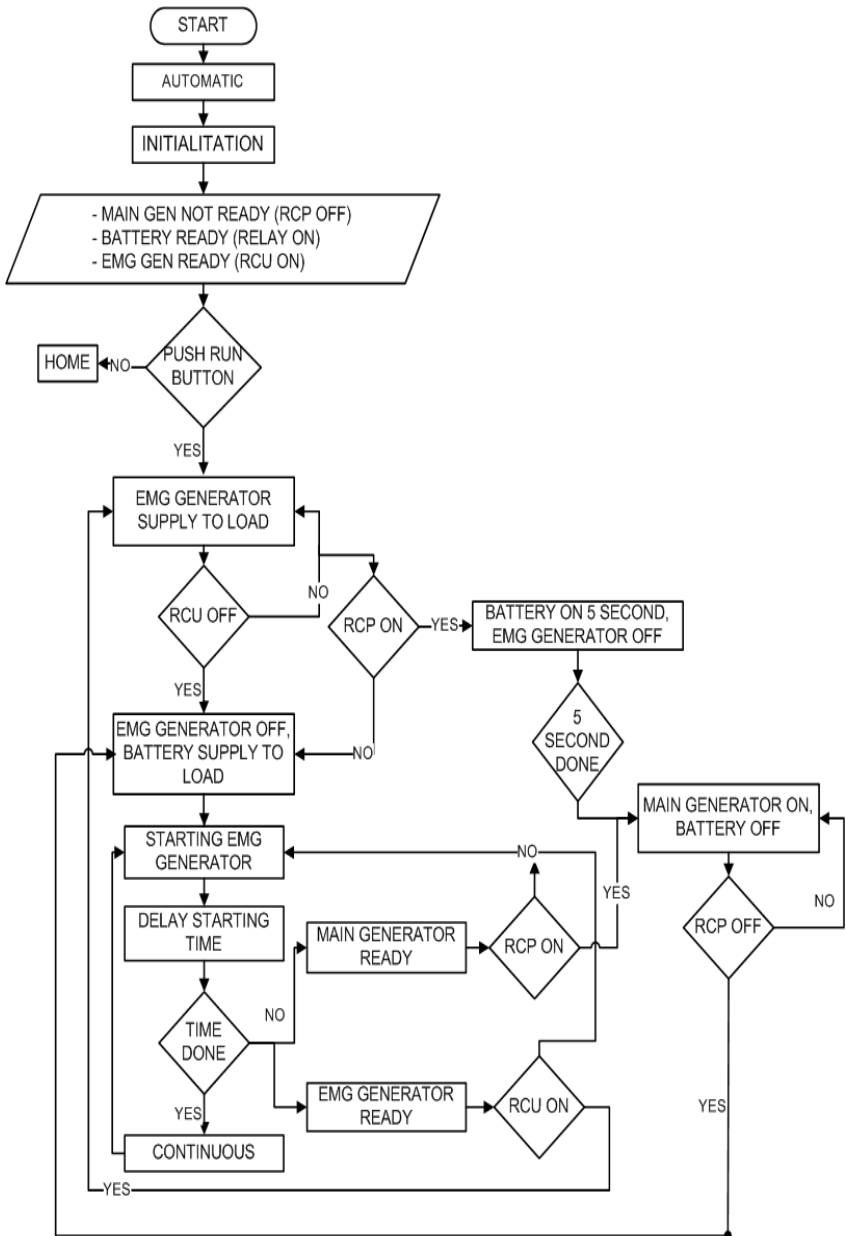 START
AUTOMATIC
INITIALITATION
- MAIN GEN NOT READY (RCP OFF)
- BATTERY READY (RELAY ON)
- EMG GEN READY (RCU ON)
HOME
NO
PUSH RUN
BUTTON
YES
EMG GENERATOR
SUPPLY TO LOAD
RCU OFF
NO
RCP ON
YES
BATTERY ON 5 SECOND,
EMG GENERATOR OFF
YES
NO
5
SECOND
DONE
EMG GENERATOR OFF,
BATTERY SUPPLY TO
LOAD
MAIN GENERATOR ON,
BATTERY OFF
STARTING EMG
GENERATOR
NO
YES
RCP OFF
NO
DELAY STARTING
TIME
MAIN GENERATOR
READY
RCP ON
NO
TIME
DONE
EMG GENERATOR
READY
RCU ON
YES
YES
CONTINUOUS
YES